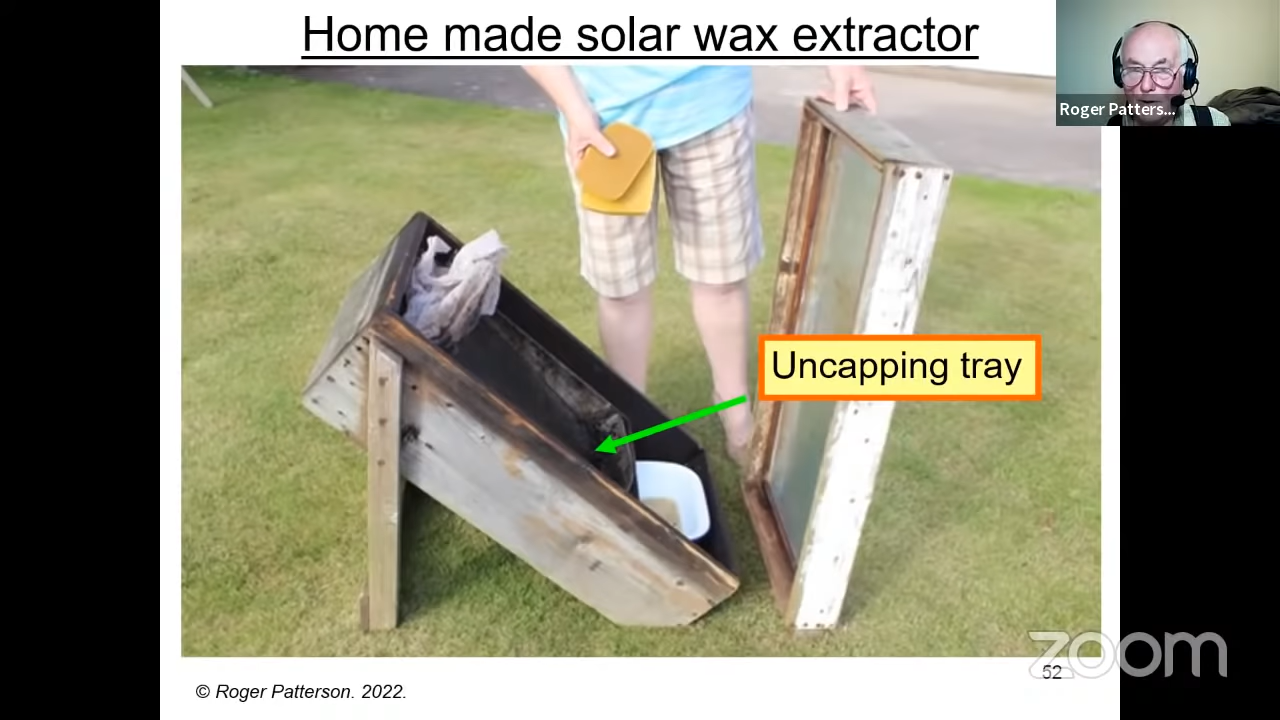 Home made solar wax extractor
Roger Patters...
Uncapping tray
zoom
52
© Roger Patterson. 2022.